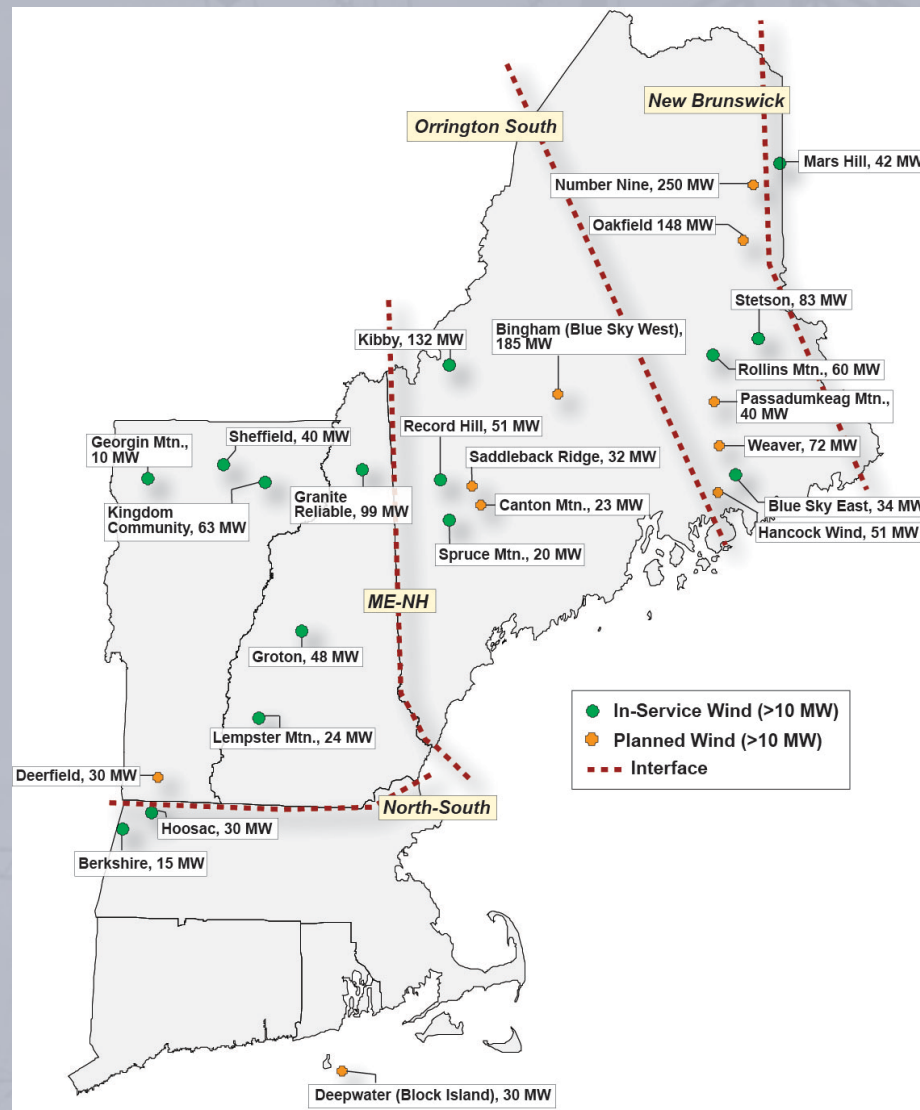 New Brunswick
Orrington South
Mars Hill, 42 MW
Number Nine, 250 MW
Oakfield 148 MW
Stetson, 83 MW
Bingham (Blue Sky West),
185 MW
Kibby, 132 MW
Rollins Mtn., 60 MW
Passadumkeag Mtn.,
40 MW
Record Hill, 51 MW
Sheffield, 40 MW
Georgin Mtn.,
10 MW
Weaver, 72 MW
Saddleback Ridge, 32 MW
Granite
Reliable, 99 MW
Canton Mtn., 23 MW
Kingdom
Community, 63 MW
Blue Sky East, 34 MW
Hancock Wind, 51 MW
Spruce Mtn., 20 MW
ME-NH
Groton, 48 MW
In-Service Wind (>10 MW)
Lempster Mtn., 24 MW
Planned Wind (>10 MW)
Interface
Deerfield, 30 MW
North-South
Hoosac, 30 MW
Berkshire, 15 MW
Deepwater (Block Island), 30 MW